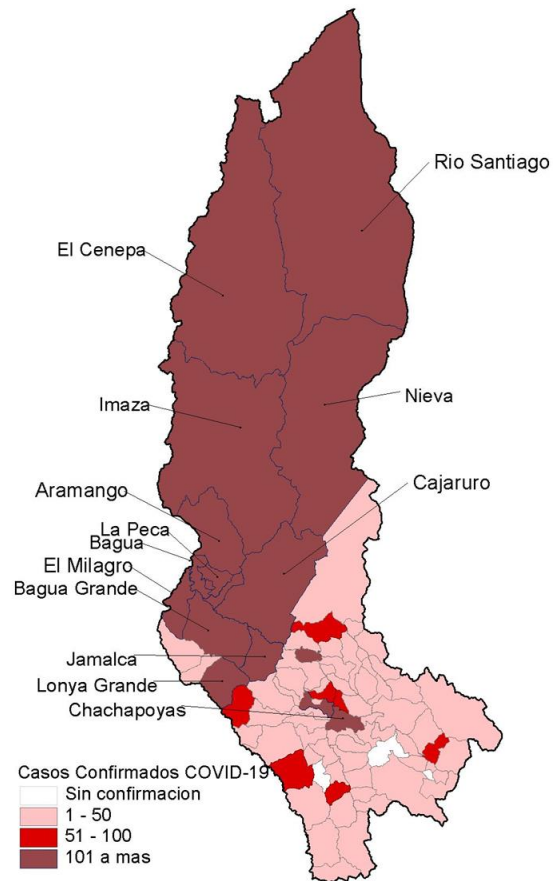 Rio Santiago
El Cenepa
Nieva
Imaza
Cajaruro
Aramango
La Peca
Bagua
El Milagro
Bagua Grande
Jamalca
Lonya Grande
Chachapoyas
Casos Confirmados COVID-19
Sin confirmacion
1 - 50
51 - 100
101 a mas